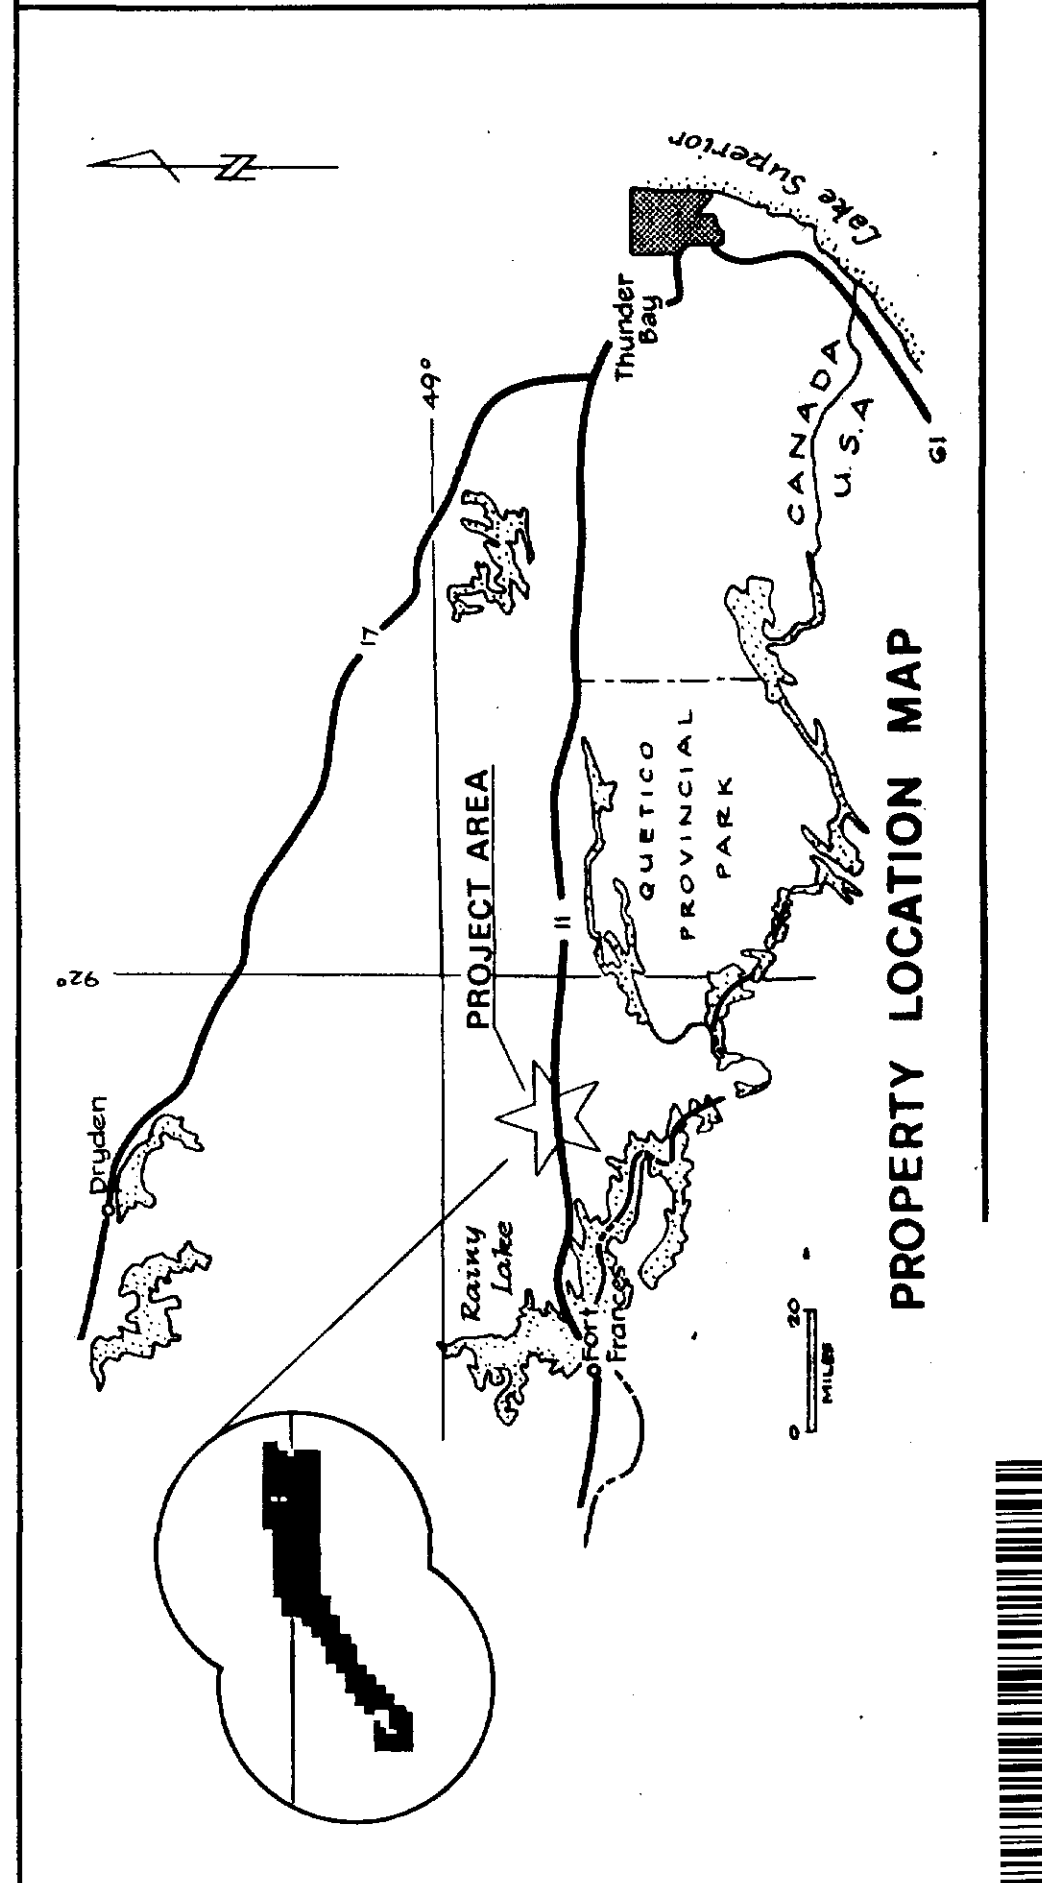 92°
Dryden
17
49°
PROJECT AREA
Rainy
Lake
11
Fort
Frances
QUETICO
PROVINCIAL
PARK
Thunder
Bay
Lake Superior
CANADA
U.S.A
61
N
0 20
MILES
PROPERTY LOCATION MAP